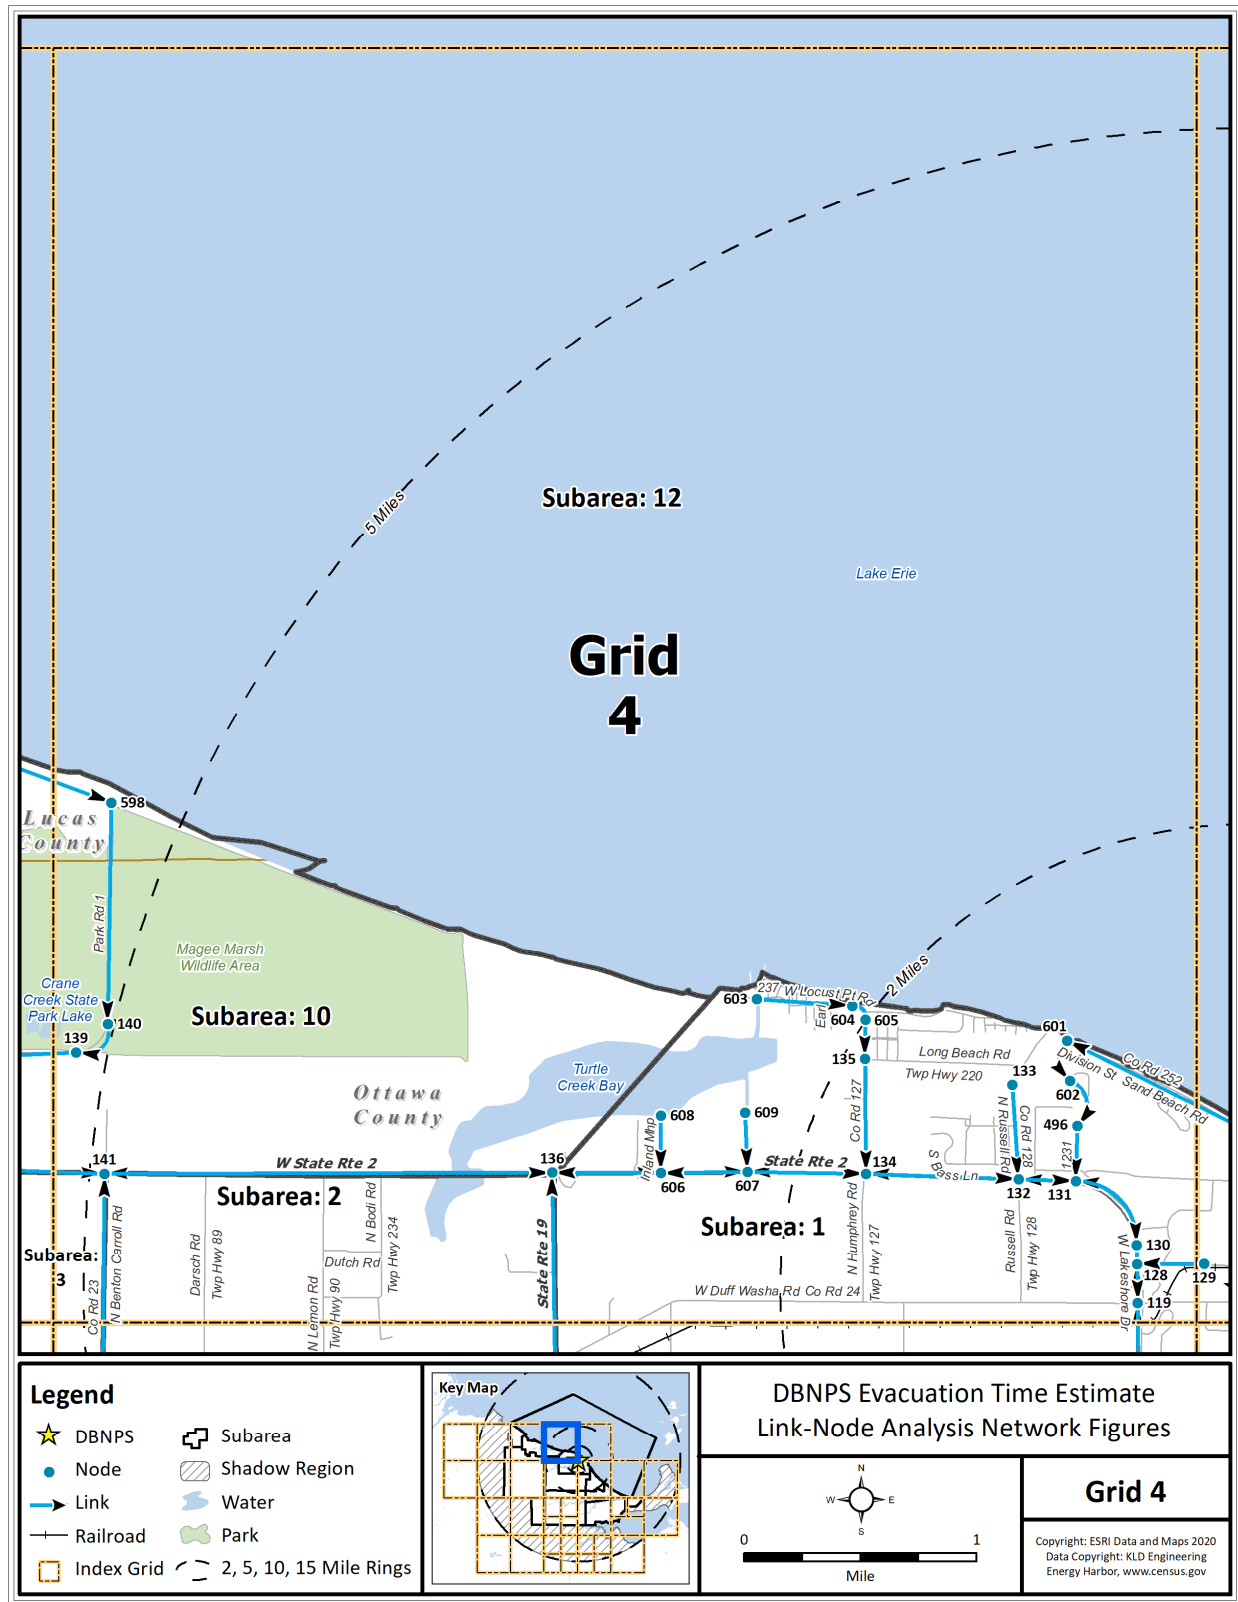 5 Miles
Subarea: 12
Lake Erie
Grid
4
598
Lucas
County
Park Rd 1
Magee Marsh
Wildlife Area
Crane
Creek State
Park Lake
Subarea: 10
140
139
2 Miles
603
237
W Locust Pt Rd
Earl
604
605
601
135
Long Beach Rd
Twp Hwy 220
133
Co Rd 252
Division St
Sand Beach Rd
602
Turtle
Creek Bay
Ottawa
County
608
609
Co Rd 127
N Russell Rd
Co Rd 128
496
1231
Inland Mhp
141
W State Rte 2
136
606
607
State Rte 2
134
S Bass Ln
132
131
Subarea: 2
Subarea: 1
Subarea:
3
Co Rd 23
N Benton Carroll Rd
Darsch Rd
Twp Hwy 89
N Bodi Rd
Twp Hwy 234
Dutch Rd
N Lemon Rd
Twp Hwy 90
State Rte 19
N Humphrey Rd
Twp Hwy 127
Russell Rd
Twp Hwy 128
W Duff Washa Rd
Co Rd 24
W Lakeshore Dr
130
128
129
119
Legend
DBNPS
Subarea
Node
Shadow Region
Link
Water
Railroad
Park
Index Grid
2, 5, 10, 15 Mile Rings
Key Map
DBNPS Evacuation Time Estimate
Link-Node Analysis Network Figures
N
W
E
S
0
1
Mile
Grid 4
Copyright: ESRI Data and Maps 2020
Data Copyright: KLD Engineering
Energy Harbor, www.census.gov